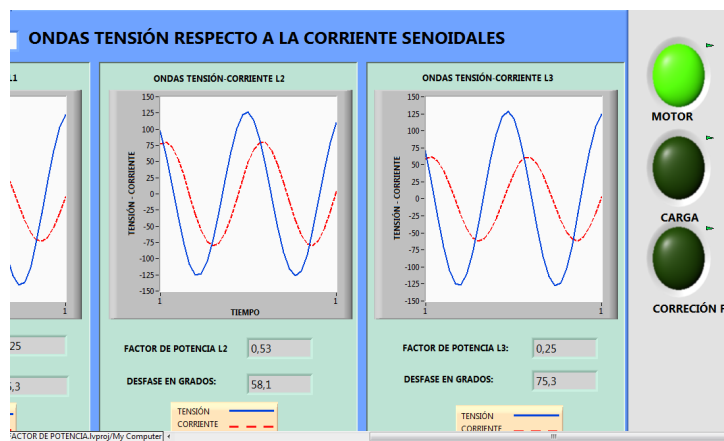 ONDAS TENSIÓN RESPECTO A LA CORRIENTE SENOIDALES
L1
1
25
5,3
ONDAS TENSIÓN-CORRIENTE L2
TENSIÓN - CORRIENTE
150
125
100
75
50
25
0
-25
-50
-75
-100
-125
-150
1
1
TIEMPO
FACTOR DE POTENCIA L2
0,53
DESFASE EN GRADOS:
58,1
TENSIÓN
CORRIENTE
ONDAS TENSIÓN-CORRIENTE L3
TENSIÓN - CORRIENTE
150
125
100
75
50
25
0
-25
-50
-75
-100
-125
-150
1
1
FACTOR DE POTENCIA L3:
0,25
DESFASE EN GRADOS:
75,3
TENSIÓN
CORRIENTE
MOTOR
CARGA
CORRECIÓN F
FACTOR DE POTENCIA.lvproj/My Computer